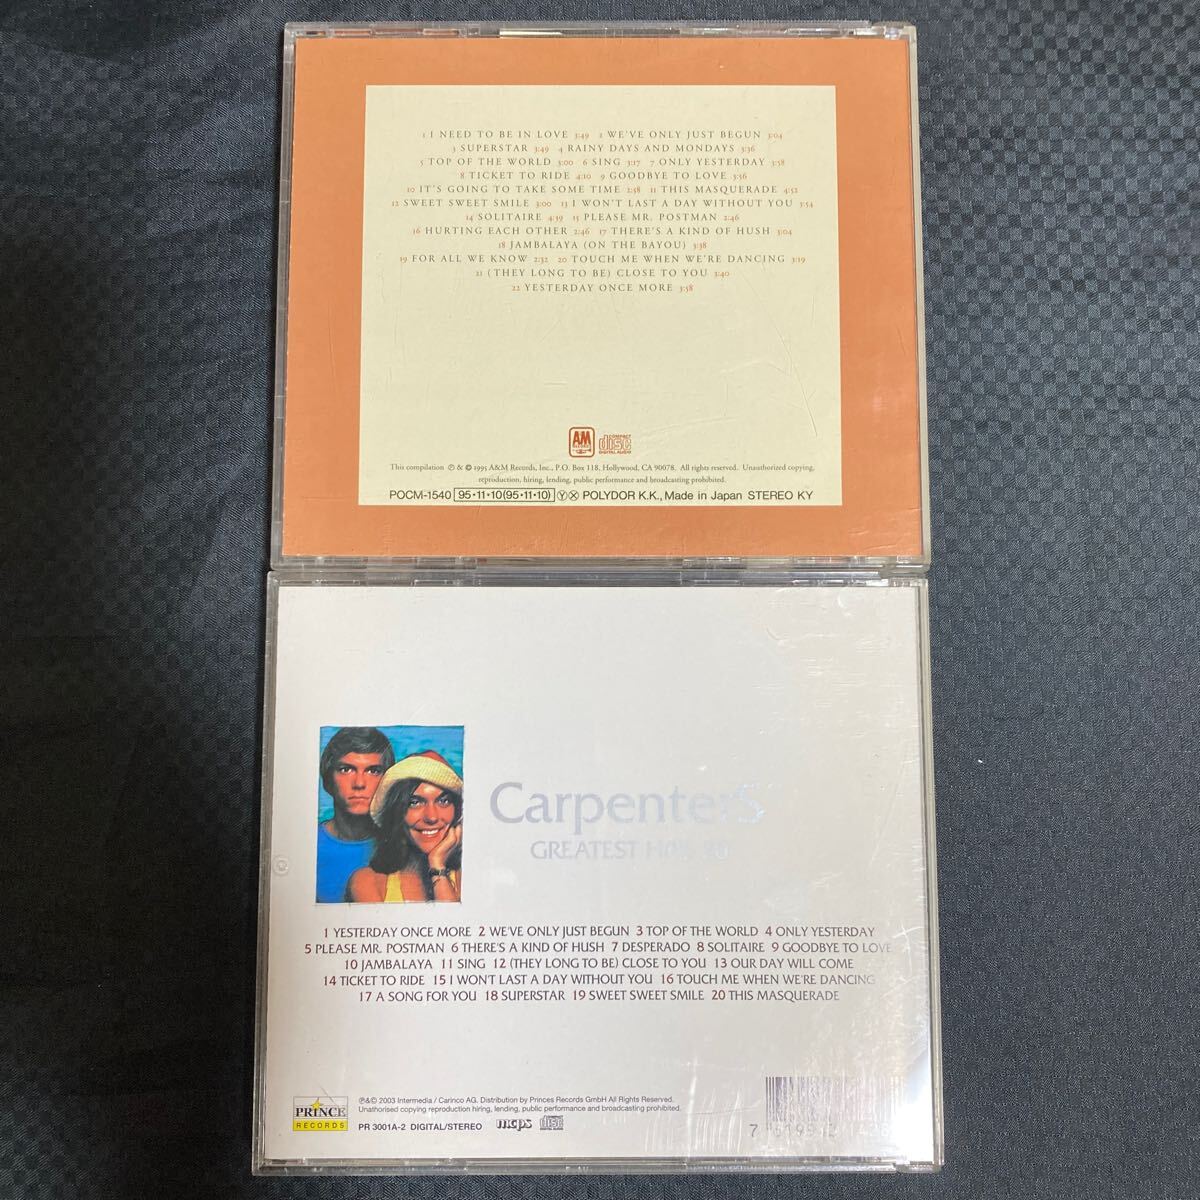 1 I NEED TO BE IN LOVE 3:49 2 WE'VE ONLY JUST BEGUN 3:04
3 SUPERSTAR 3:49 4 RAINY DAYS AND MONDAYS 3:36
5 TOP OF THE WORLD 3:00 6 SING 3:17 7 ONLY YESTERDAY 3:58
8 TICKET TO RIDE 4:10 9 GOODBYE TO LOVE 3:56
10 IT'S GOING TO TAKE SOME TIME 2:58 11 THIS MASQUERADE 4:52
12 SWEET SWEET SMILE 3:00 13 I WON'T LAST A DAY WITHOUT YOU 3:54
14 SOLITAIRE 4:39 15 PLEASE MR. POSTMAN 2:46
16 HURTING EACH OTHER 2:46 17 THERE'S A KIND OF HUSH 3:04
18 JAMBALAYA (ON THE BAYOU) 3:38
19 FOR ALL WE KNOW 2:32 20 TOUCH ME WHEN WE'RE DANCING 3:19
21 (THEY LONG TO BE) CLOSE TO YOU 3:40
22 YESTERDAY ONCE MORE 3:58
AM
RECORDS
COMPACT
disc
DIGITAL AUDIO
This compilation ℗ & © 1995 A&M Records, Inc., P.O. Box 118, Hollywood, CA 90078. All rights reserved. Unauthorized copying,
reproduction, hiring, lending, public performance and broadcasting prohibited.
POCM-1540 95·11·10(95·11·10) Ⓨ Ⓧ POLYDOR K.K., Made in Japan STEREO KY
CarpenterS
GREATEST
1 YESTERDAY ONCE MORE 2 WE'VE ONLY JUST BEGUN 3 TOP OF THE WORLD 4 ONLY YESTERDAY
5 PLEASE MR. POSTMAN 6 THERE'S A KIND OF HUSH 7 DESPERADO 8 SOLITAIRE 9 GOODBYE TO LOVE
10 JAMBALAYA 11 SING 12 (THEY LONG TO BE) CLOSE TO YOU 13 OUR DAY WILL COME
14 TICKET TO RIDE 15 I WON'T LAST A DAY WITHOUT YOU 16 TOUCH ME WHEN WE'RE DANCING
17 A SONG FOR YOU 18 SUPERSTAR 19 SWEET SWEET SMILE 20 THIS MASQUERADE
PRINCE
RECORDS
℗&© 2003 Intermedia / Carinco AG. Distribution by Princes Records GmbH All Rights Reserved.
Unathorised copying reproduction hiring, lending, public performance and broadcasting prohibited.
PR 3001A-2 DIGITAL/STEREO mcps disc